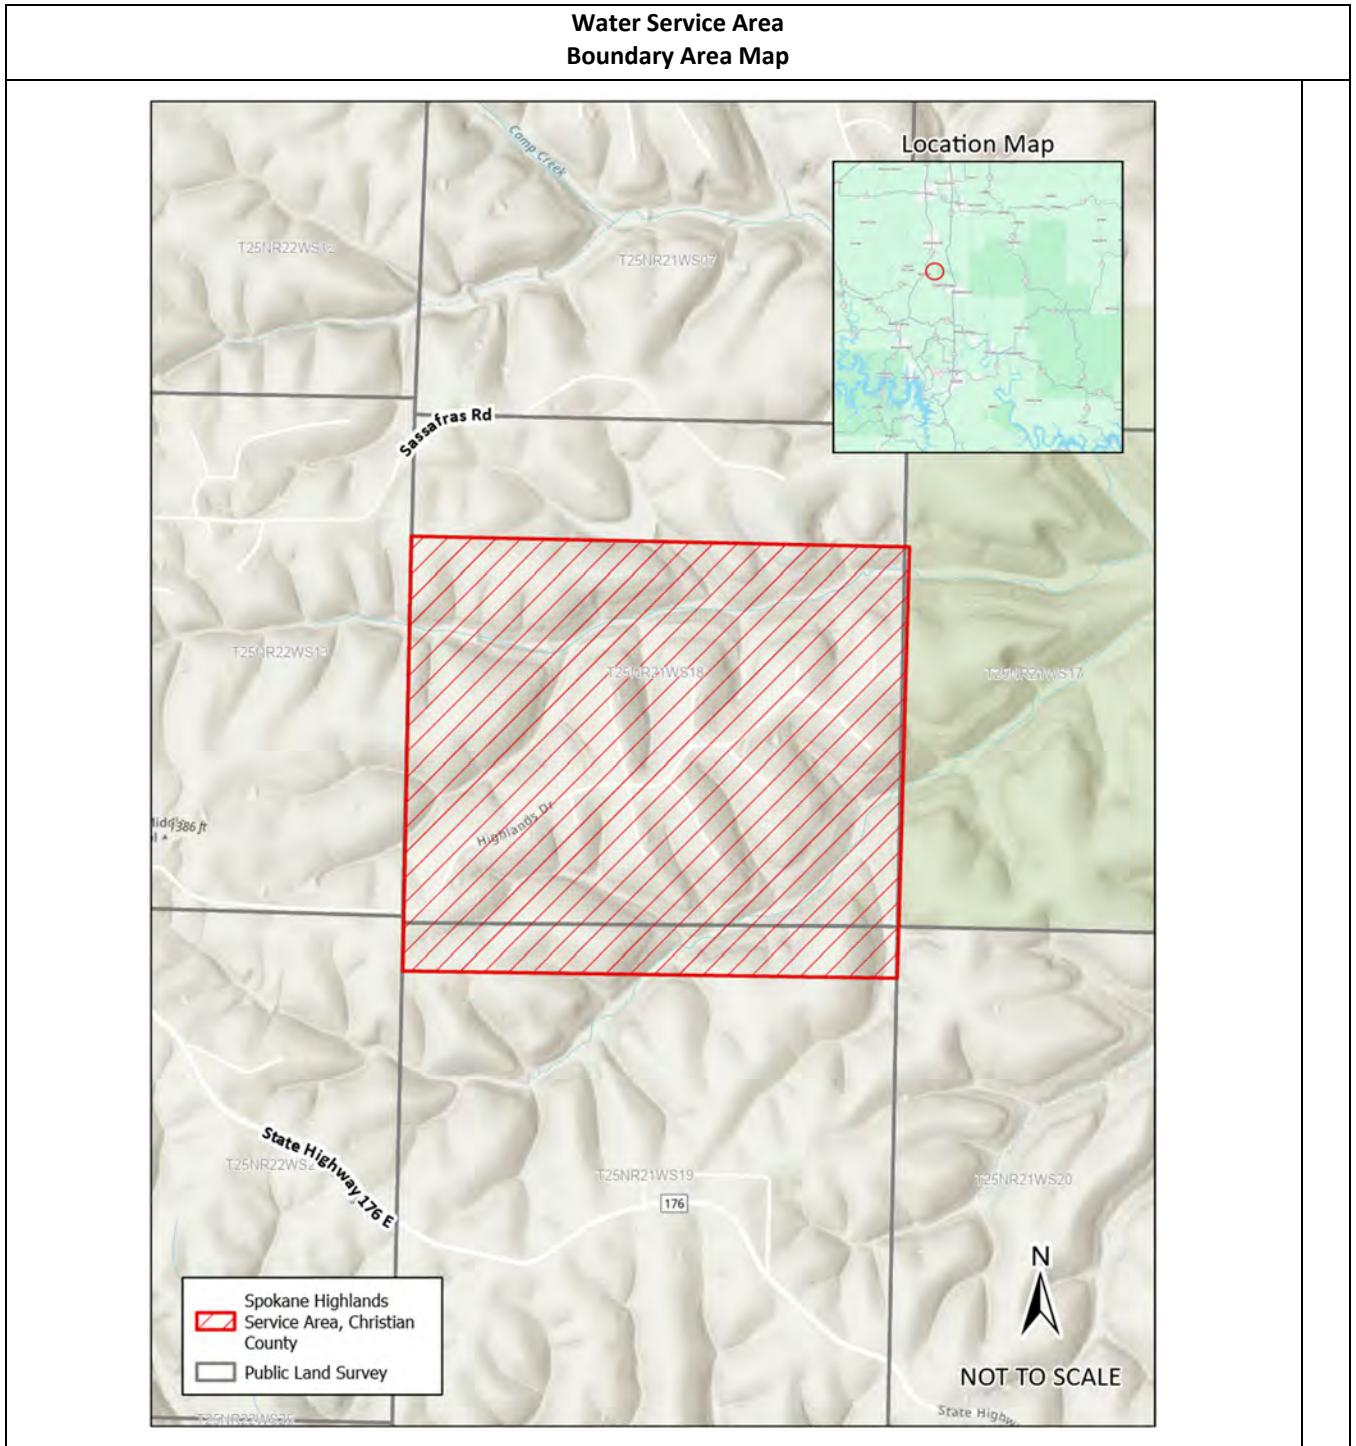 Water Service Area
Boundary Area Map
Camp Creek
Location Map
T25NR22WS12
T25NR21WS07
Sassafras Rd
T25NR21WS18
T25NR21WS17
Highlands Dr
1386 ft
State Highway 176 E
T25NR21WS19
T25NR21WS20
176
N
Spokane Highlands
Service Area, Christian
County
Public Land Survey
NOT TO SCALE
State Highw